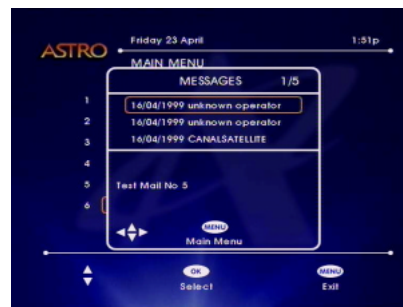 ASTRO
Friday 23 April 1:51p
MAIN MENU
MESSAGES 1/5
1
16/04/1999 unknown operator
2
16/04/1999 unknown operator
3
16/04/1999 CANALSATELLITE
4
5
Test Mail No 5
6
MENU
Main Menu
OK
MENU
Select
Exit